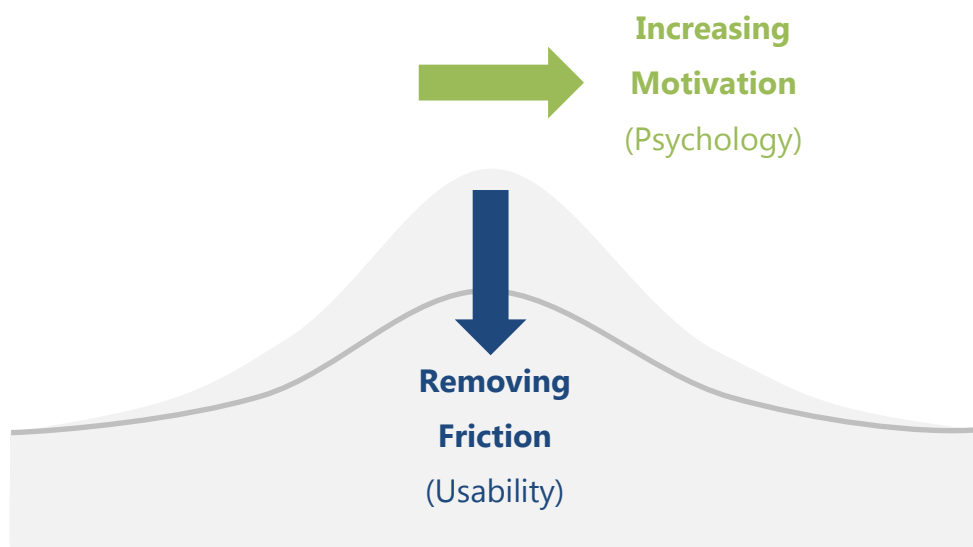 Increasing
Motivation
(Psychology)
Removing
Friction
(Usability)